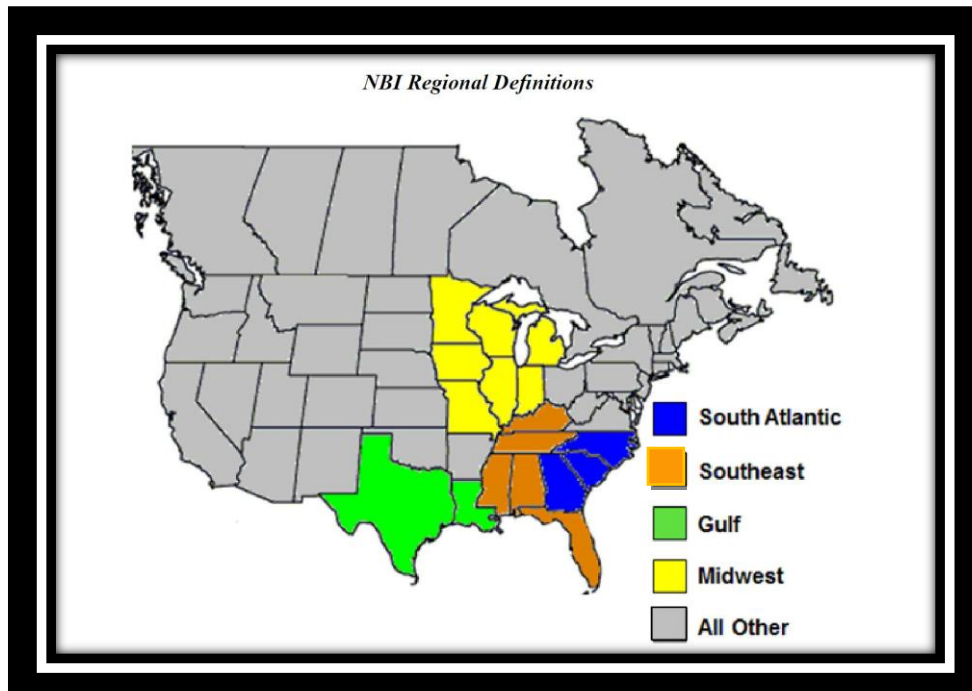 NBI Regional Definitions
South Atlantic
Southeast
Gulf
Midwest
All Other